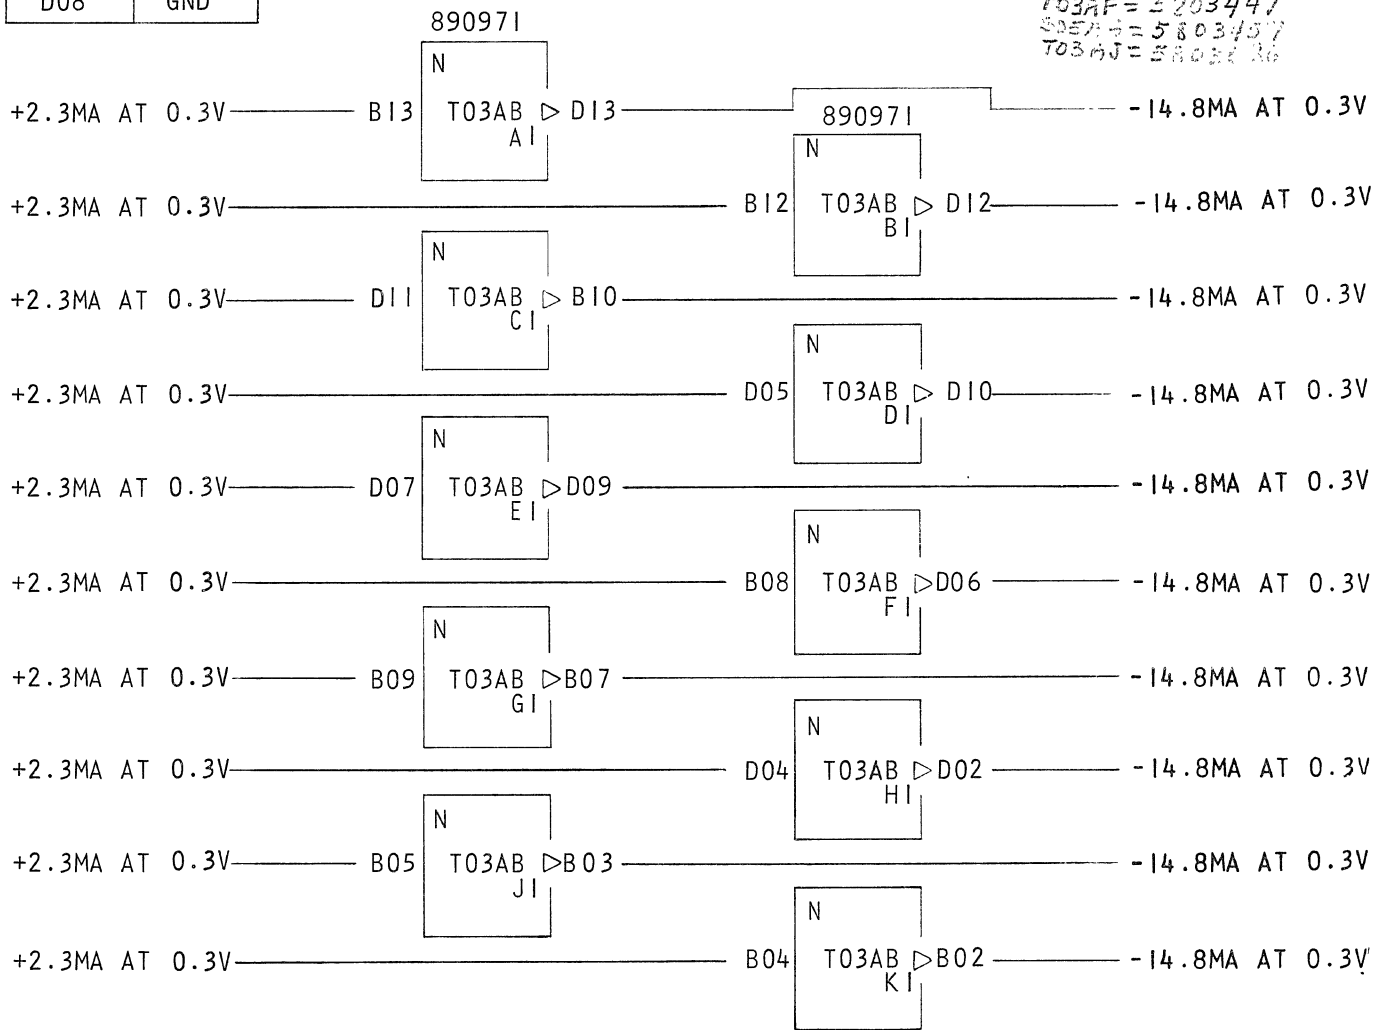 D08 GND
890971
T03AJ=
N
+2.3MA AT 0.3V B13 T03AB D13 -14.8MA AT 0.3V
A1
890971
N
+2.3MA AT 0.3V B12 T03AB D12 -14.8MA AT 0.3V
B1
N
+2.3MA AT 0.3V D11 T03AB B10 -14.8MA AT 0.3V
C1
N
+2.3MA AT 0.3V D05 T03AB D10 -14.8MA AT 0.3V
D1
N
+2.3MA AT 0.3V D07 T03AB D09 -14.8MA AT 0.3V
E1
N
+2.3MA AT 0.3V B08 T03AB D06 -14.8MA AT 0.3V
F1
N
+2.3MA AT 0.3V B09 T03AB B07 -14.8MA AT 0.3V
G1
N
+2.3MA AT 0.3V D04 T03AB D02 -14.8MA AT 0.3V
H1
N
+2.3MA AT 0.3V B05 T03AB B03 -14.8MA AT 0.3V
J1
N
+2.3MA AT 0.3V B04 T03AB B02 -14.8MA AT 0.3V
K1